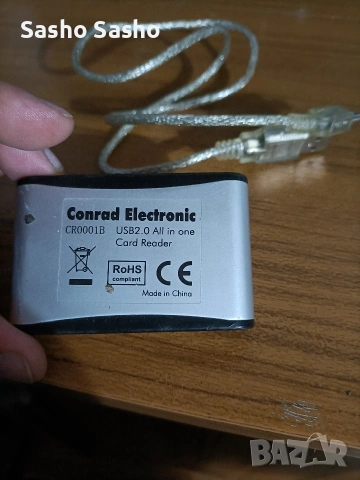 Sasho Sasho
Conrad Electronic
CR0001B USB2.0 All in one
Card Reader
RoHS
compliant
CE
Made in China
BAZAR
bg